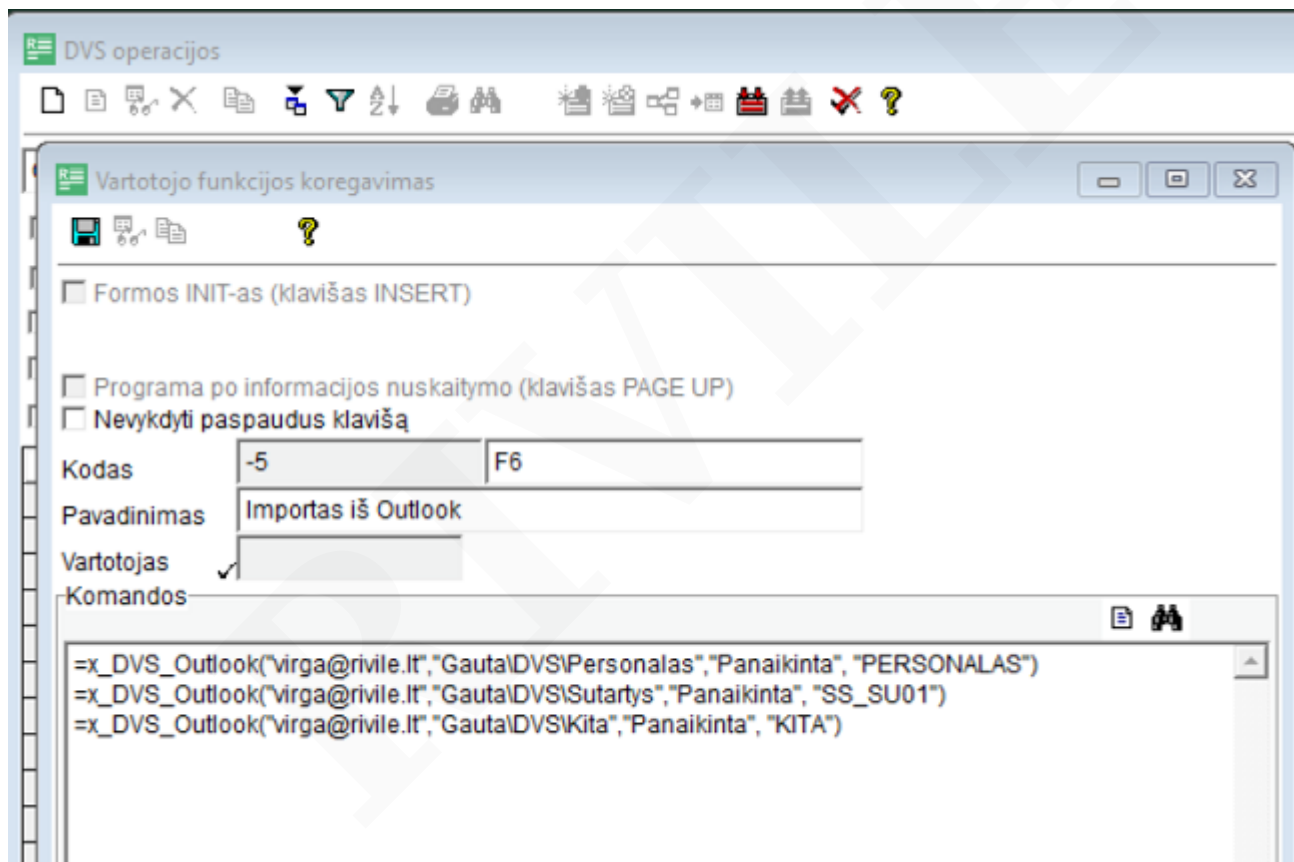 DVS operacijos
Vartotojo funkcijos koregavimas
Formos INIT-as (klavišas INSERT)
Programa po informacijos nuskaitymo (klavišas PAGE UP)
Nevykdyti paspaudus klavišą
Kodas -5 F6
Pavadinimas Importas iš Outlook
Vartotojas
Komandos
=x_DVS_Outlook("virga@rivile.lt","Gauta\DVS\Personalas","Panaikinta", "PERSONALAS")
=x_DVS_Outlook("virga@rivile.lt","Gauta\DVS\Sutartys","Panaikinta", "SS_SU01")
=x_DVS_Outlook("virga@rivile.lt","Gauta\DVS\Kita","Panaikinta", "KITA")